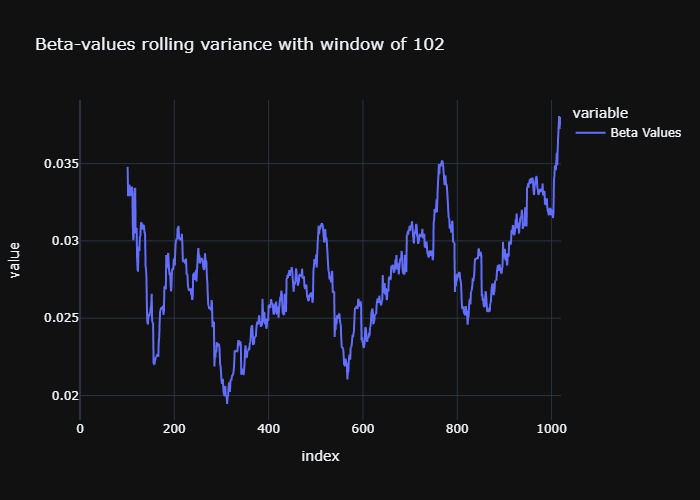 Beta-values rolling variance with window of 102
variable
Beta Values
value
0.035
0.03
0.025
0.02
0
200
400
600
800
1000
index